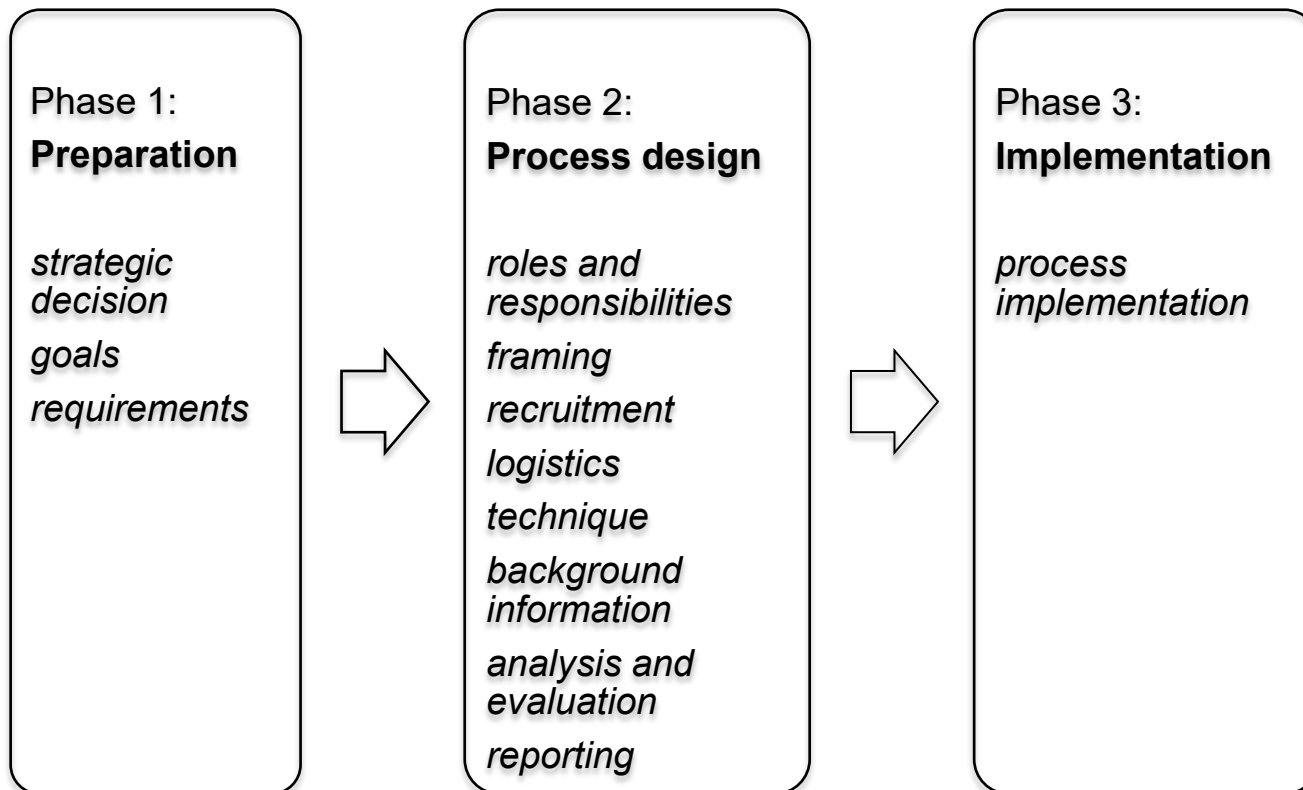 Phase 1:
Preparation
strategic
decision
goals
requirements
Phase 2:
Process design
roles and
responsibilities
framing
recruitment
logistics
technique
background
information
analysis and
evaluation
reporting
Phase 3:
Implementation
process
implementation